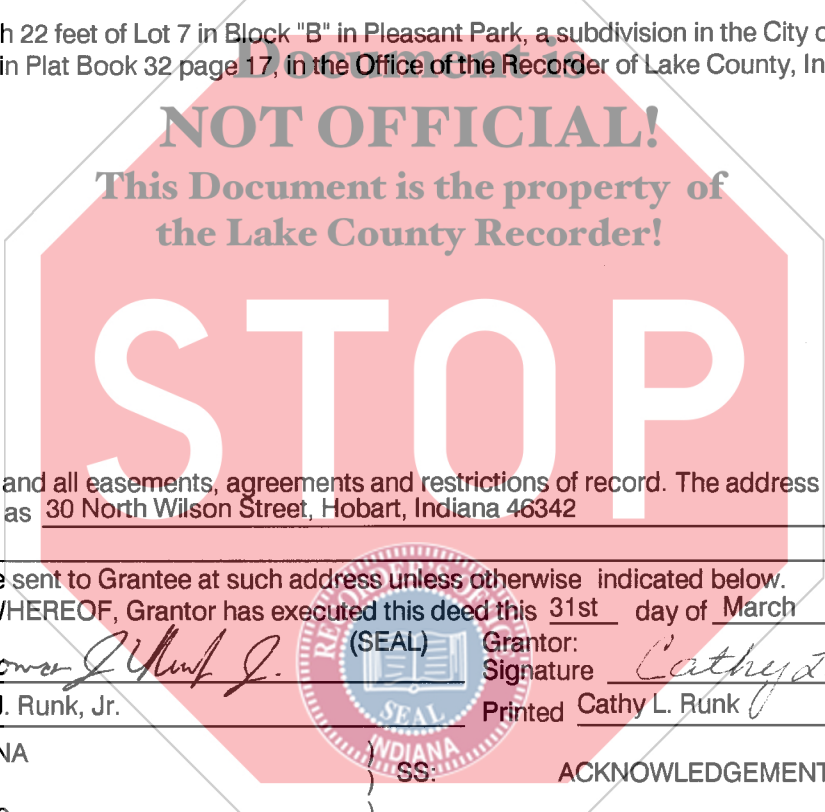 h 22 feet of Lot 7 in Block "B" in Pleasant Park, a subdivision in the City o
in Plat Book 32 page 17, in the Office of the Recorder of Lake County, In
Document is
NOT OFFICIAL!
This Document is the property of
the Lake County Recorder!
STOP
and all easements, agreements and restrictions of record. The address
as 30 North Wilson Street, Hobart, Indiana 46342
e sent to Grantee at such address unless otherwise indicated below.
WHEREOF, Grantor has executed this deed this 31st day of March
(SEAL) Grantor:
Signature Cathy L
J. Runk, Jr. Printed Cathy L. Runk
SEAL
INDIANA
NA ) SS: ACKNOWLEDGEMENT
)